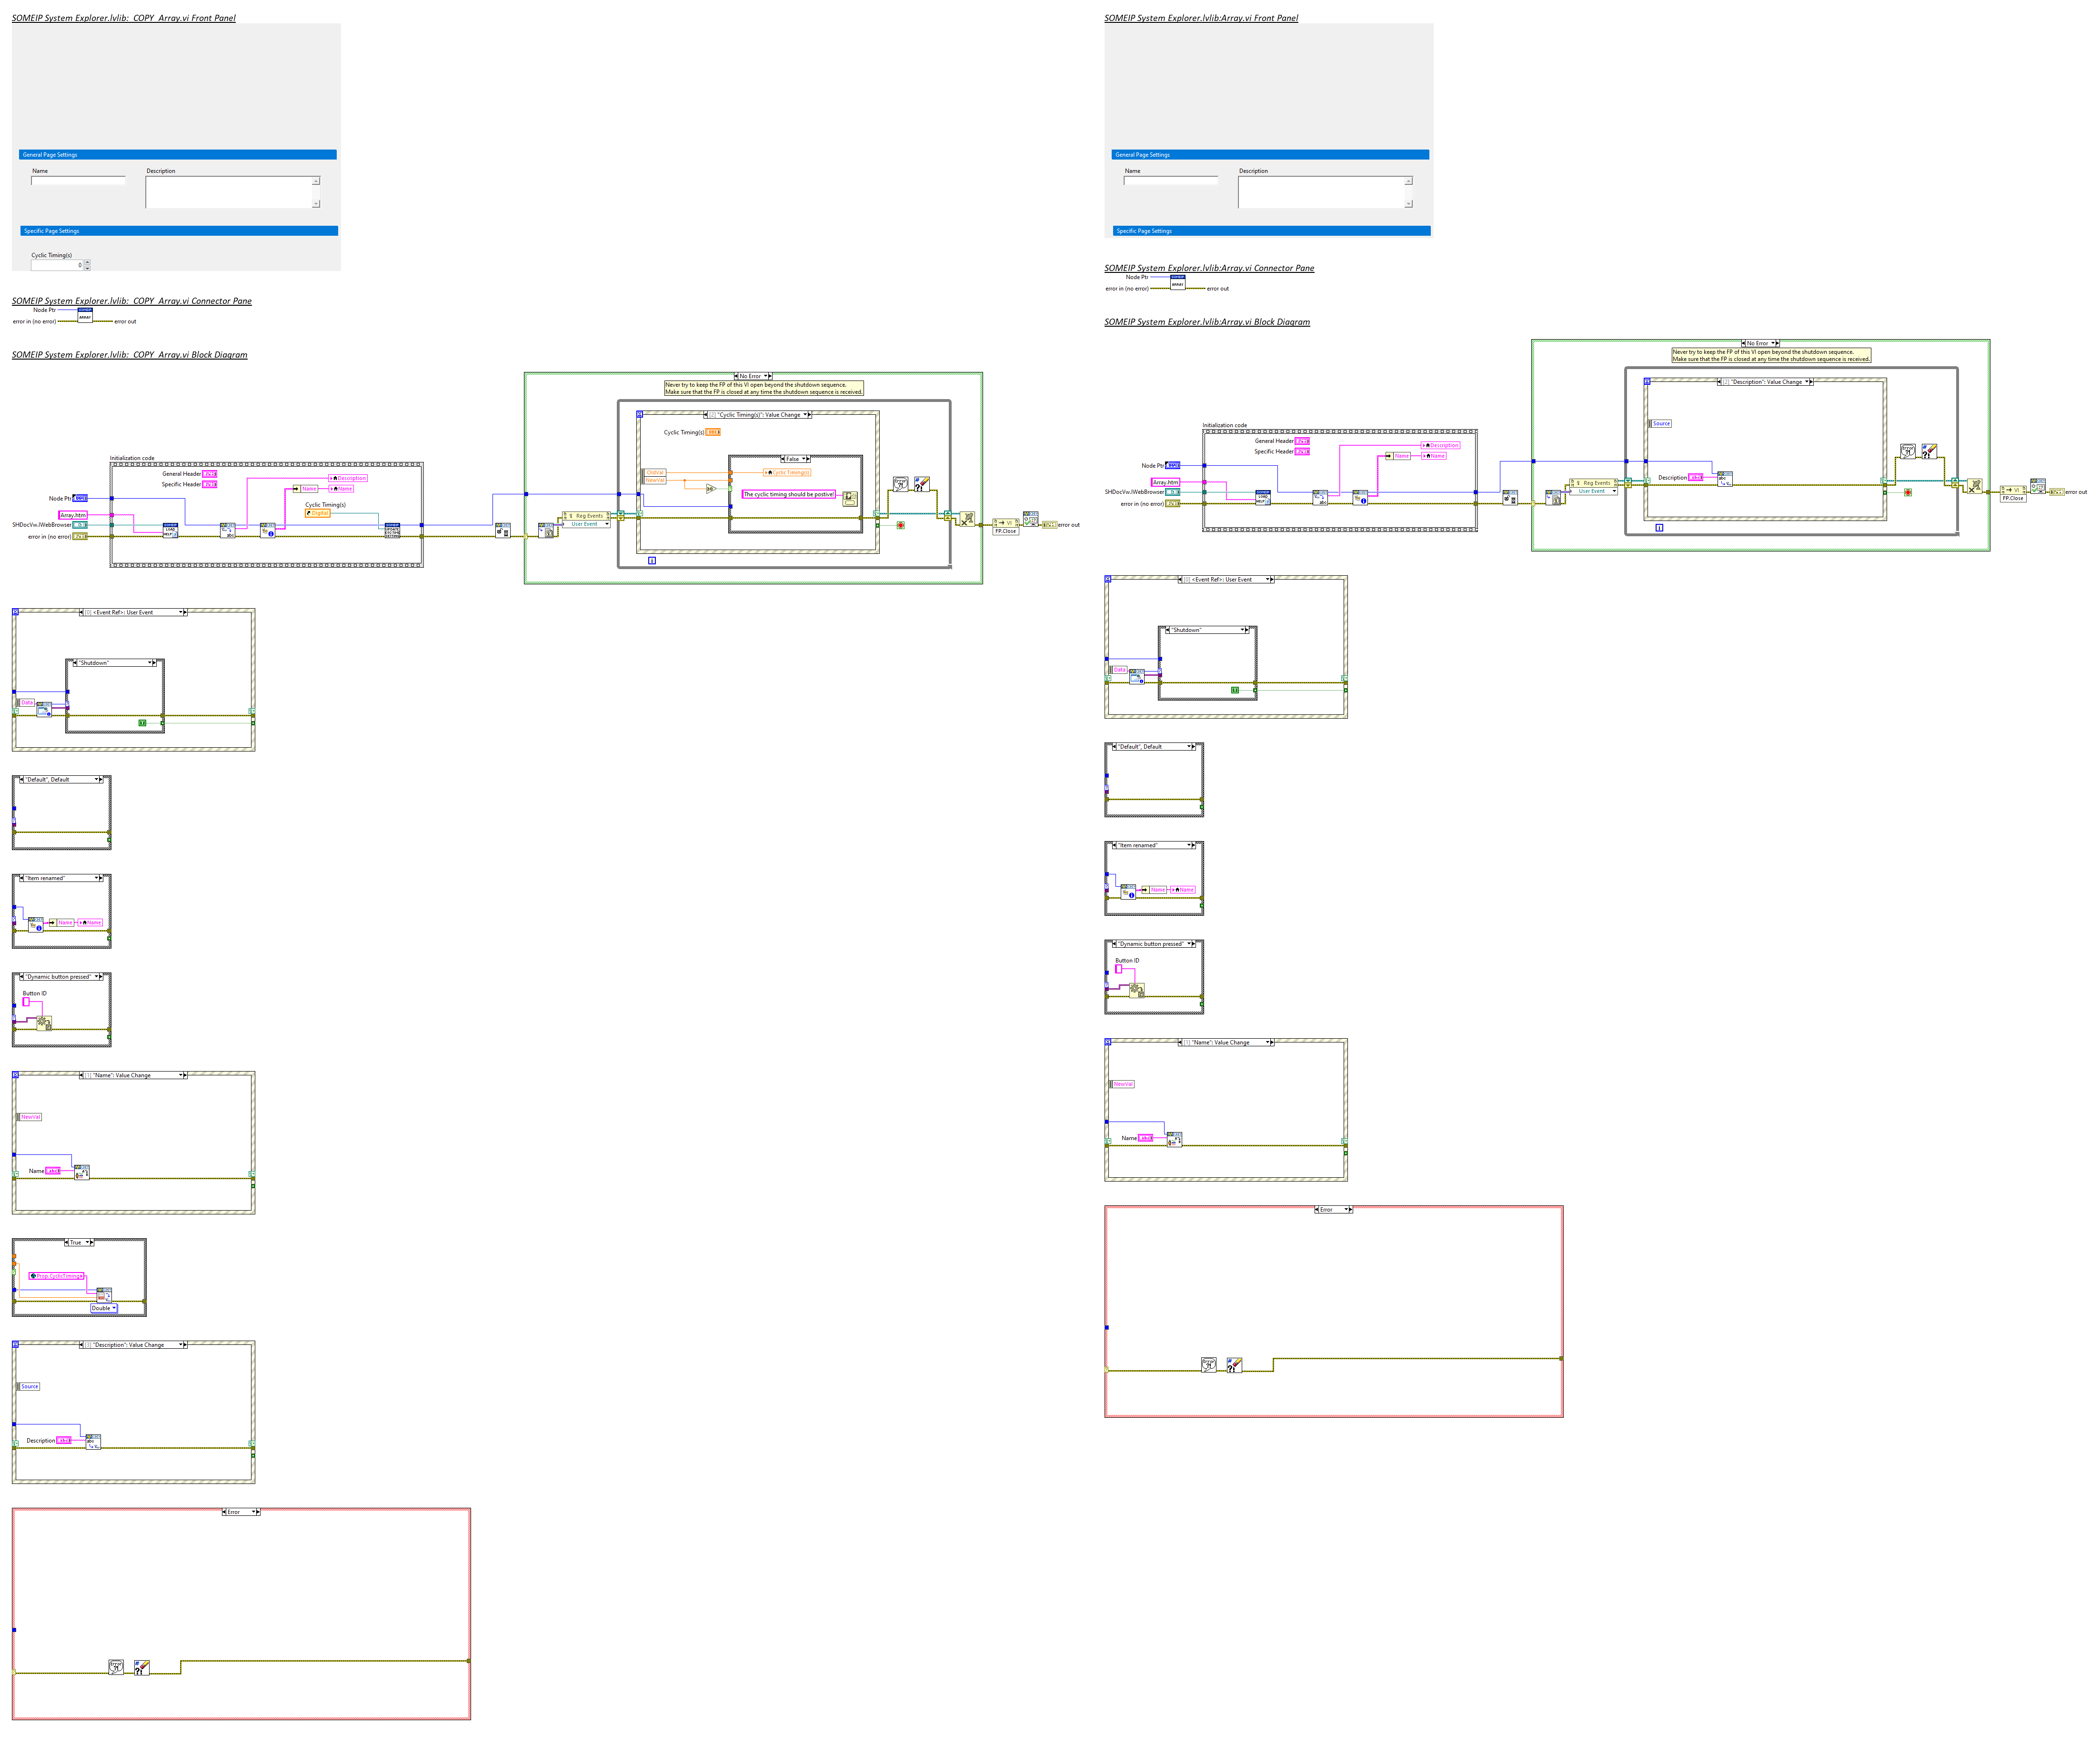 SOMEIP System Explorer.lvlib:_COPY_Array.vi Front Panel
General Page Settings
Name
Description
Specific Page Settings
Cyclic Timing(s)
0
SOMEIP System Explorer.lvlib:_COPY_Array.vi Connector Pane
Node Ptr
error in (no error)
error out
SOMEIP System Explorer.lvlib:_COPY_Array.vi Block Diagram
No Error
Never try to keep the FP of this VI open beyond the shutdown sequence.
Make sure that the FP is closed at any time the shutdown sequence is received.
[2] "Cyclic Timing(s)": Value Change
Cyclic Timing(s)
Initialization code
False
General Header
Specific Header
Description
Name
Name
OldVal
NewVal
Cyclic Timing(s)
The cyclic timing should be postive!
Node Ptr
Cyclic Timing(s)
Digital
Array.htm
SHDocVw.IWebBrowser
error in (no error)
Reg Events
User Event
VI
FP.Close
error out
[0] <Event Ref>: User Event
"Shutdown"
Data
"Default", Default
"Item renamed"
Name
Name
"Dynamic button pressed"
Button ID
[1] "Name": Value Change
NewVal
Name
True
Prop.CyclicTiming
Double
[3] "Description": Value Change
Source
Description
Error
SOMEIP System Explorer.lvlib:Array.vi Front Panel
General Page Settings
Name
Description
Specific Page Settings
SOMEIP System Explorer.lvlib:Array.vi Connector Pane
Node Ptr
error in (no error)
error out
SOMEIP System Explorer.lvlib:Array.vi Block Diagram
No Error
Never try to keep the FP of this VI open beyond the shutdown sequence.
Make sure that the FP is closed at any time the shutdown sequence is received.
[2] "Description": Value Change
Source
Initialization code
General Header
Specific Header
Description
Name
Name
Node Ptr
Array.htm
SHDocVw.IWebBrowser
error in (no error)
Description
Reg Events
User Event
VI
FP.Close
error out
[0] <Event Ref>: User Event
"Shutdown"
Data
"Default", Default
"Item renamed"
Name
Name
"Dynamic button pressed"
Button ID
[1] "Name": Value Change
NewVal
Name
Error